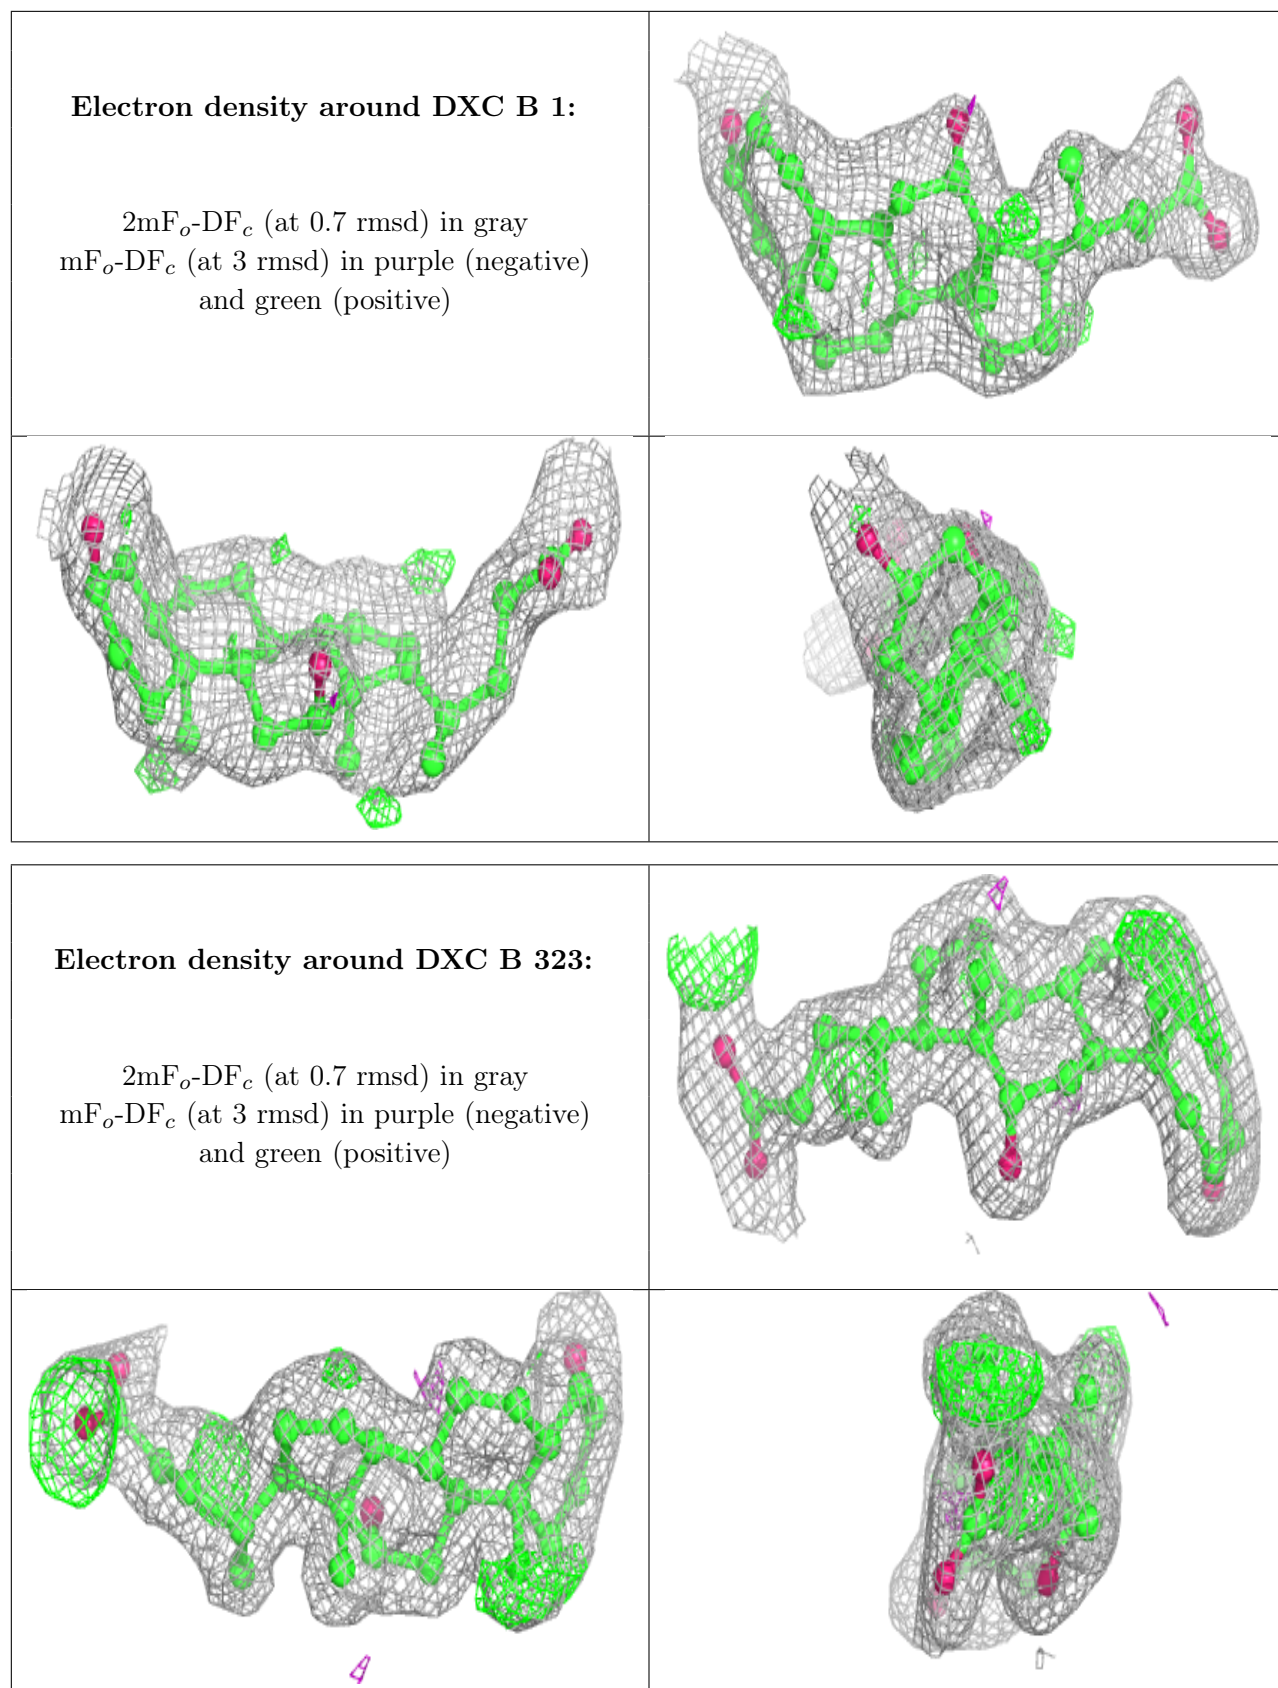 Electron density around DXC B 1:
2mFo-DFc (at 0.7 rmsd) in gray
mFo-DFc (at 3 rmsd) in purple (negative)
and green (positive)
Electron density around DXC B 323:
2mFo-DFc (at 0.7 rmsd) in gray
mFo-DFc (at 3 rmsd) in purple (negative)
and green (positive)